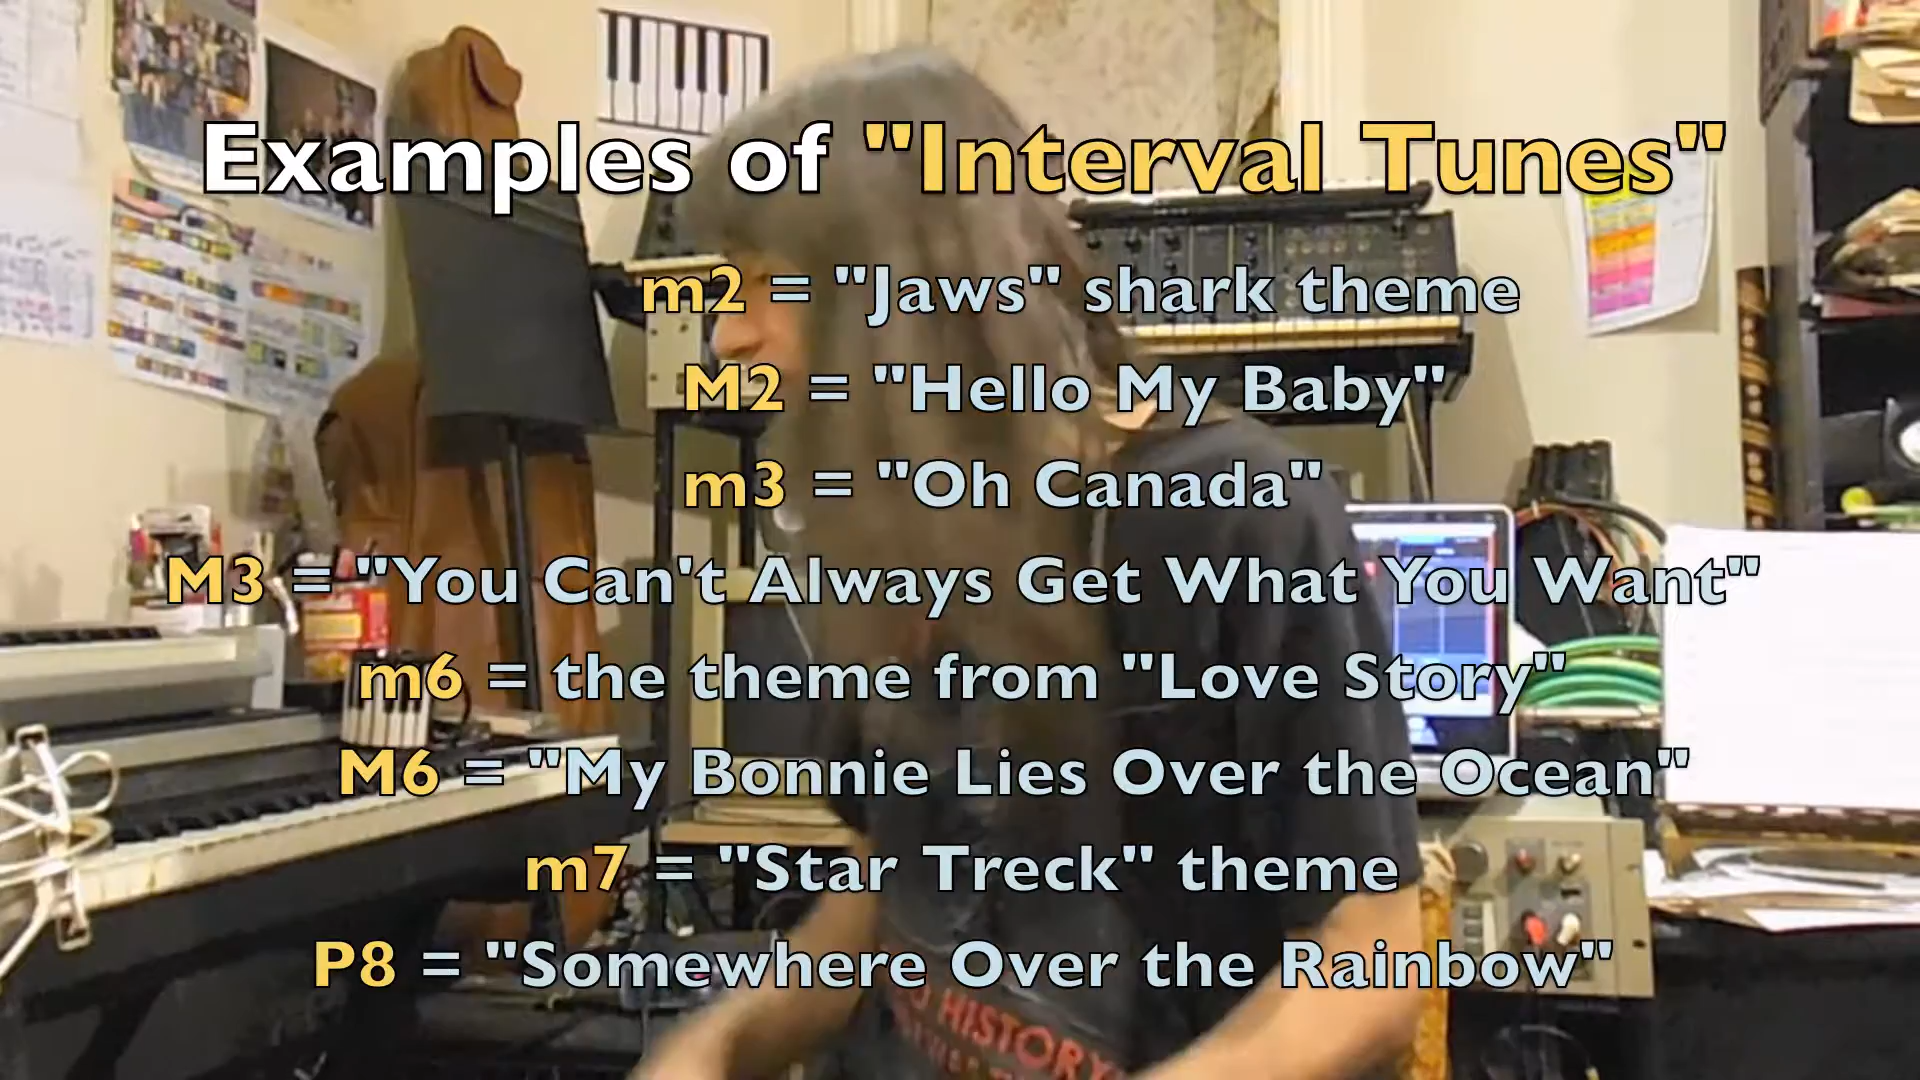 Examples of "Interval Tunes"
m2 = "Jaws" shark theme
M2 = "Hello My Baby"
m3 = "Oh Canada"
M3 = "You Can't Always Get What You Want"
m6 = the theme from "Love Story"
M6 = "My Bonnie Lies Over the Ocean"
m7 = "Star Treck" theme
P8 = "Somewhere Over the Rainbow"
HISTORY